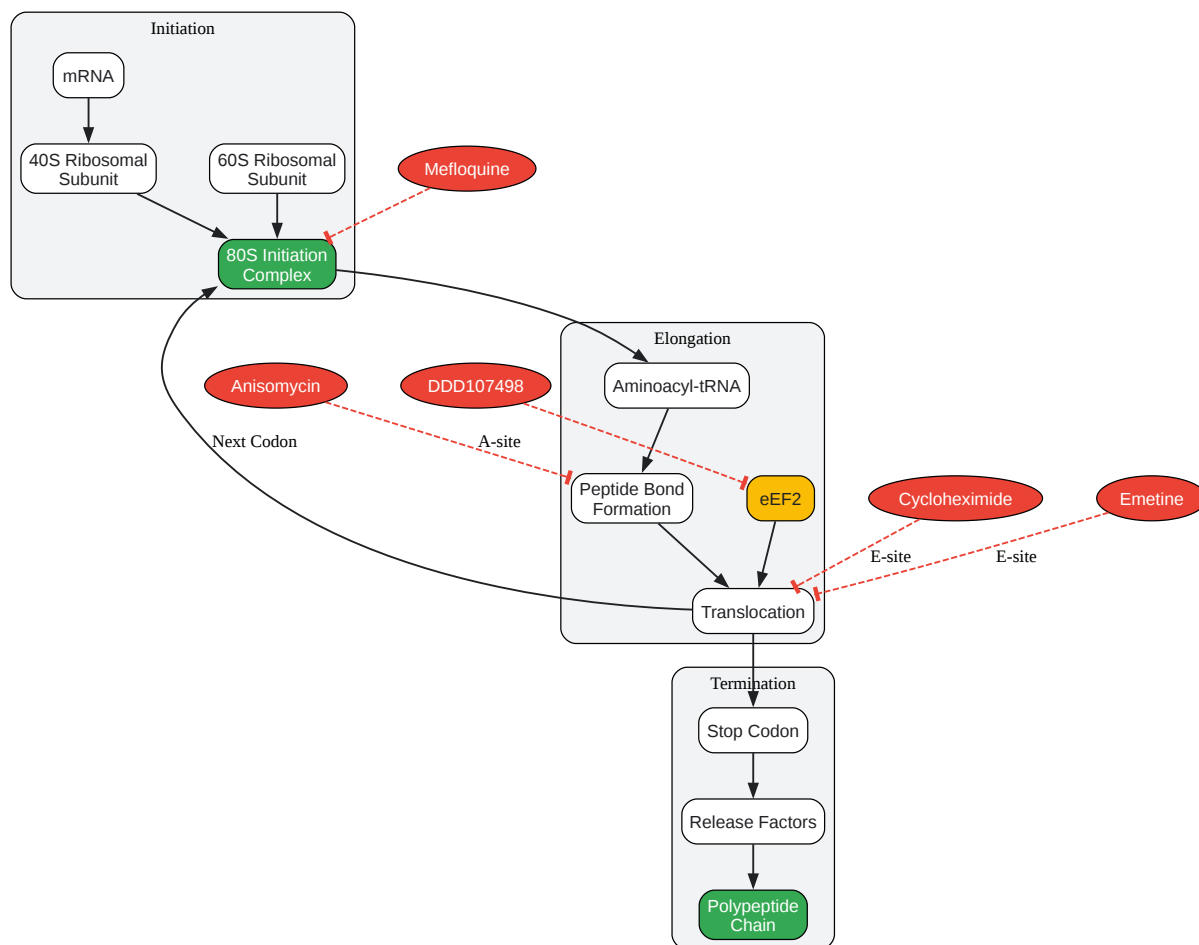 Initiation
mRNA
40S Ribosomal
Subunit
60S Ribosomal
Subunit
Mefloquine
80S Initiation
Complex
Elongation
Anisomycin
DDD107498
Aminoacyl-tRNA
Next Codon
A-site
Peptide Bond
Formation
eEF2
Cycloheximide
Emetine
E-site
E-site
Translocation
Termination
Stop Codon
Release Factors
Polypeptide
Chain